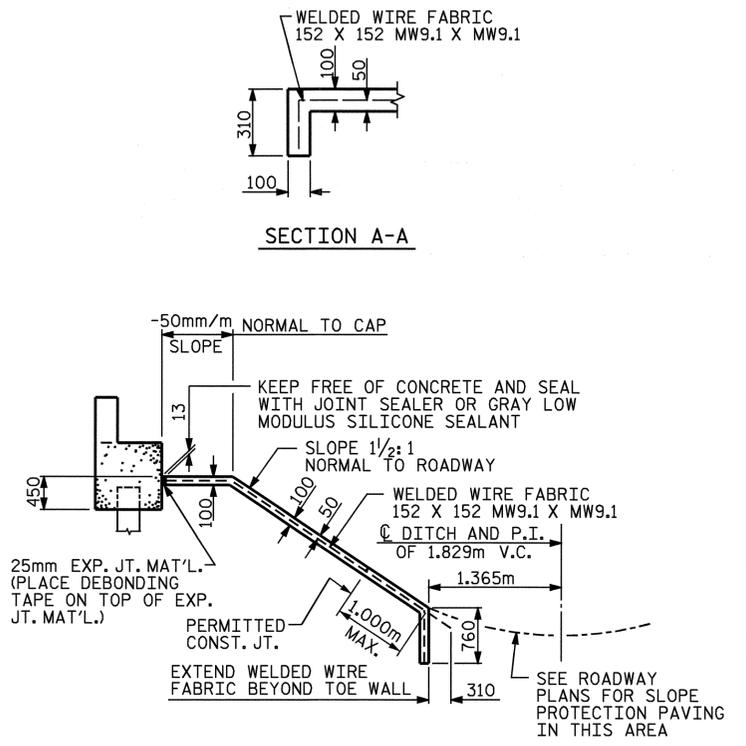 WELDED WIRE FABRIC
152 X 152 MW9.1 X MW9.1
100
50
310
100
SECTION A-A
-50mm/m
NORMAL TO CAP
SLOPE
KEEP FREE OF CONCRETE AND SEAL
WITH JOINT SEALER OR GRAY LOW
MODULUS SILICONE SEALANT
13
SLOPE 1 1/2:1
NORMAL TO ROADWAY
450
100
100
50
WELDED WIRE FABRIC
152 X 152 MW9.1 X MW9.1
℄ DITCH AND P.I.
OF 1.829m V.C.
1.365m
25mm EXP. JT. MAT'L.
(PLACE DEBONDING
TAPE ON TOP OF EXP.
JT. MAT'L.)
PERMITTED
CONST. JT.
1.000m
MAX.
760
EXTEND WELDED WIRE
FABRIC BEYOND TOE WALL
310
SEE ROADWAY
PLANS FOR SLOPE
PROTECTION PAVING
IN THIS AREA